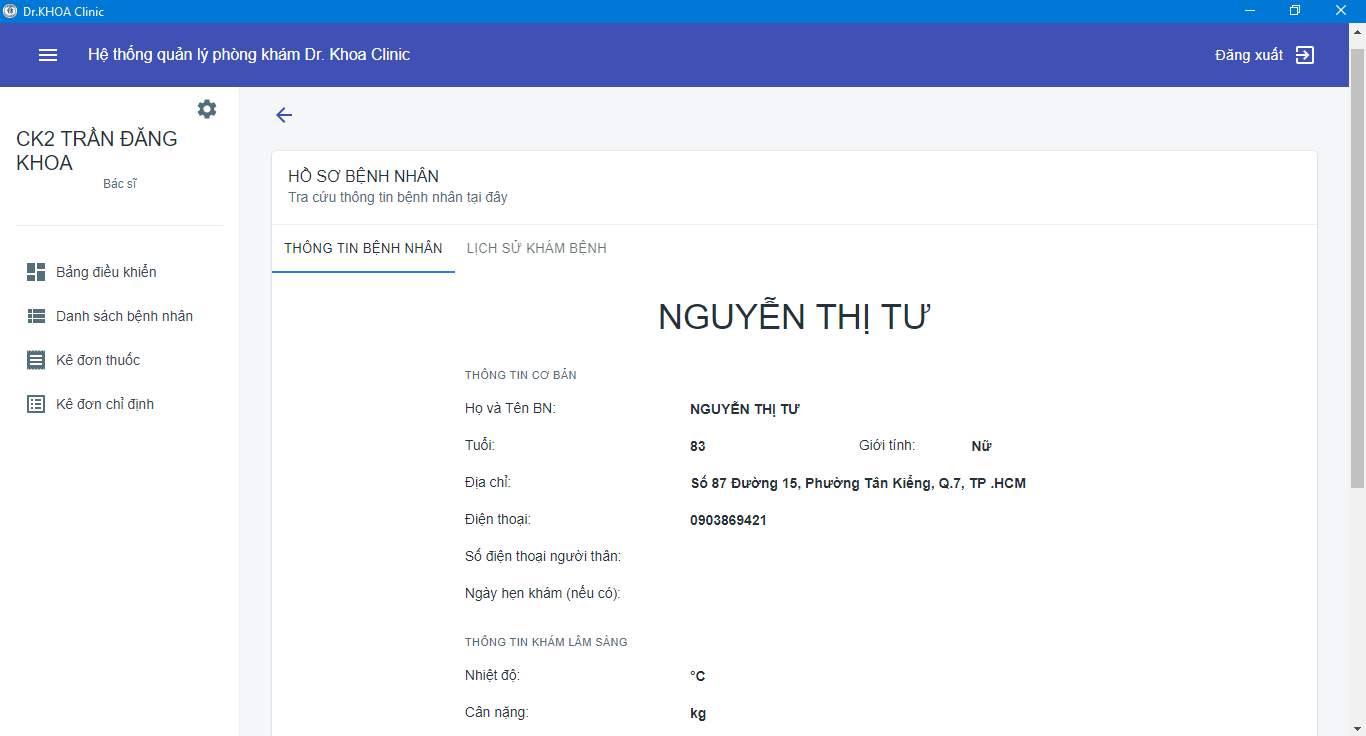 Dr.KHOA Clinic
Hệ thống quản lý phòng khám Dr. Khoa Clinic
Đăng xuất
CK2 TRẦN ĐĂNG
KHOA
Bác sĩ
Bảng điều khiển
Danh sách bệnh nhân
Kê đơn thuốc
Kê đơn chỉ định
HỒ SƠ BỆNH NHÂN
Tra cứu thông tin bệnh nhân tại đây
THÔNG TIN BỆNH NHÂN LỊCH SỬ KHÁM BỆNH
NGUYỄN THỊ TƯ
THÔNG TIN CƠ BẢN
Họ và Tên BN: NGUYỄN THỊ TƯ
Tuổi: 83 Giới tính: Nữ
Địa chỉ: Số 87 Đường 15, Phường Tân Kiểng, Q.7, TP .HCM
Điện thoại: 0903869421
Số điện thoại người thân:
Ngày hẹn khám (nếu có):
THÔNG TIN KHÁM LÂM SÀNG
Nhiệt độ: °C
Cân nặng: kg